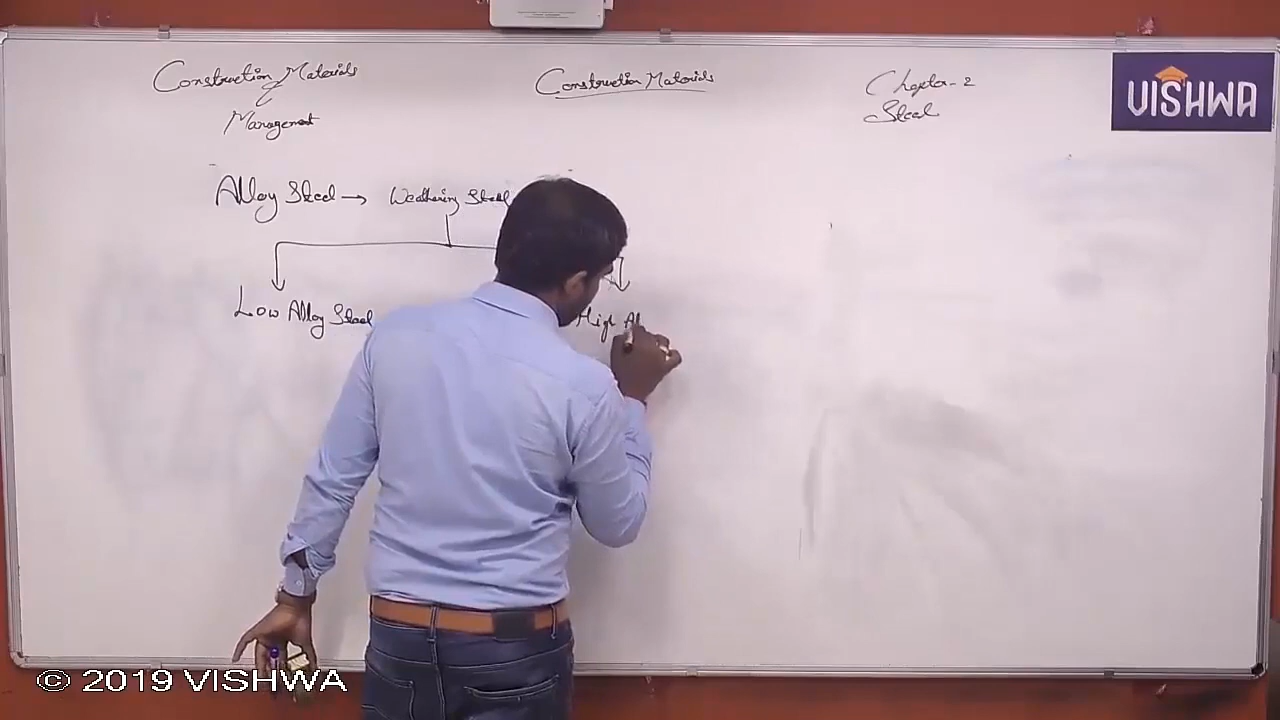 Construction Materials
Management
Construction Materials
Chapter-2
Steel
VISHWA
Alloy Steel → Weathering Steel
Low Alloy Steel
High Al
© 2019 VISHWA